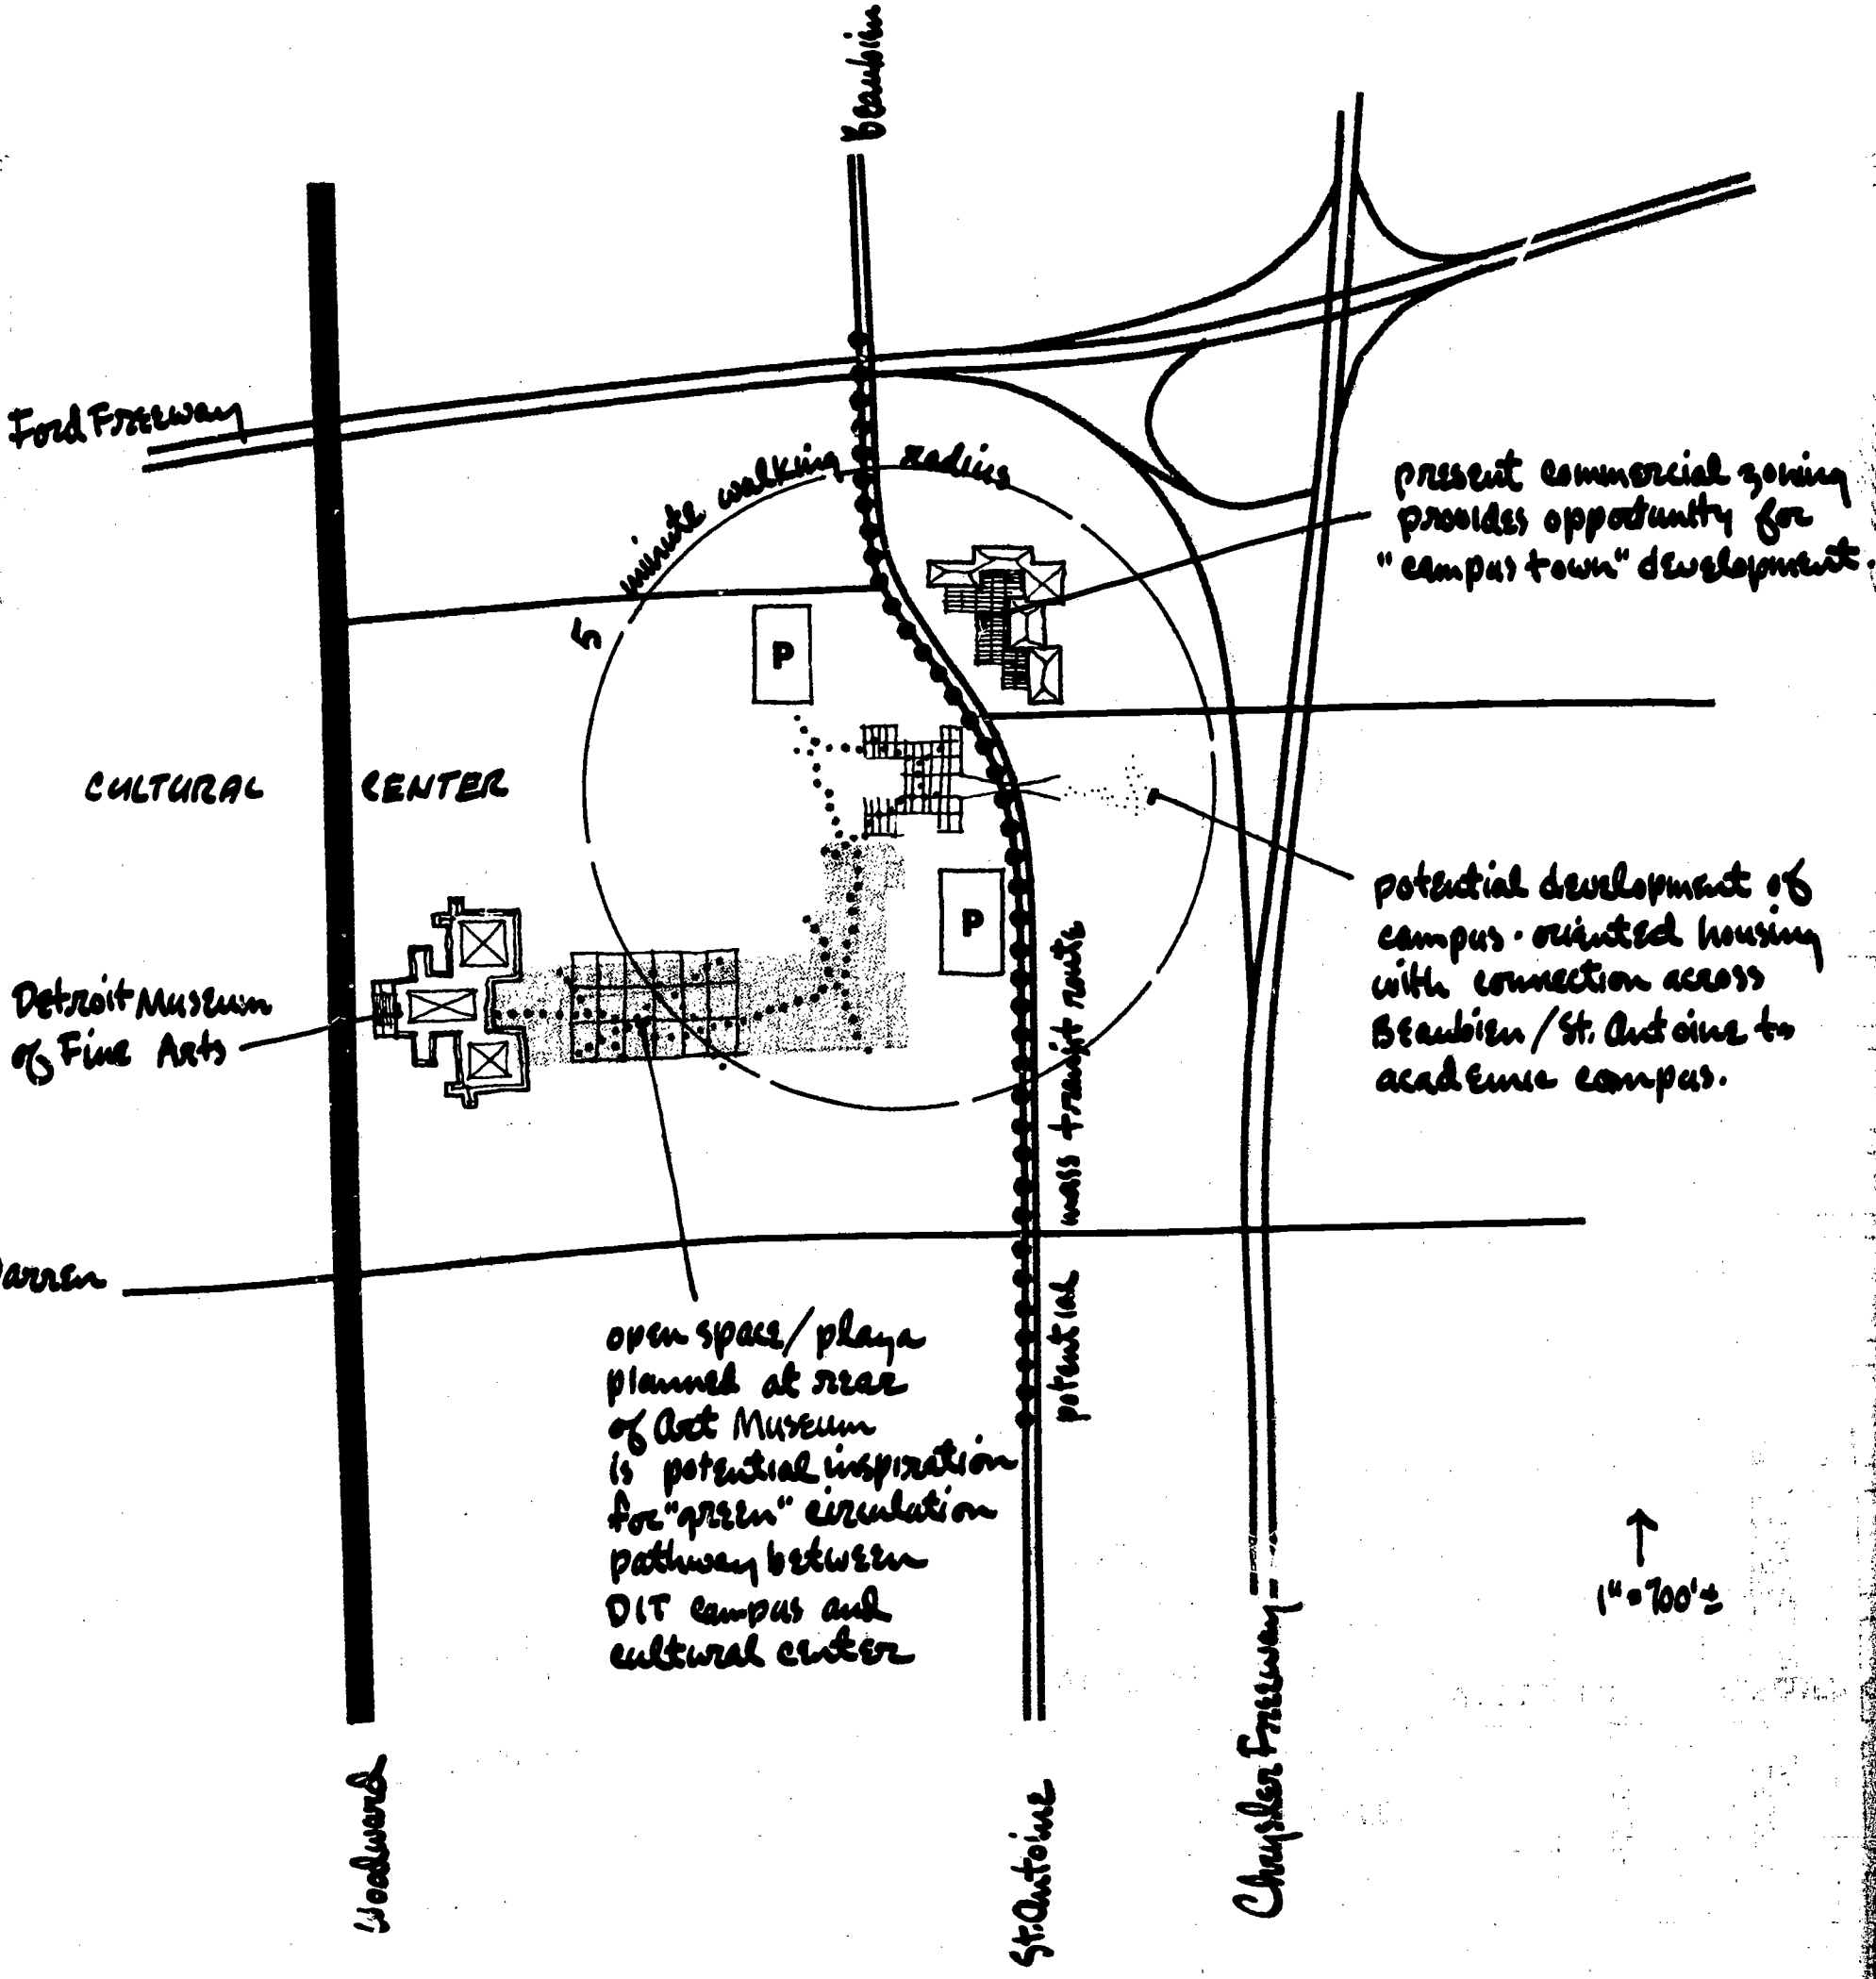 Beaubien
Ford Freeway
5 minute walking radius
present commercial zoning
provides opportunity for
"campus town" development.
P
CULTURAL CENTER
potential development of
campus-oriented housing
with connection across
Beaubien/St. Antoine to
academic campus.
P
Detroit Museum
of Fine Arts
potential mass transit route
Warren
open space/plaza
planned at rear
of Art Museum
is potential inspiration
for "green" circulation
pathway between
DIT campus and
cultural center
1"=700'±
Woodward
St. Antoine
Chrysler Freeway